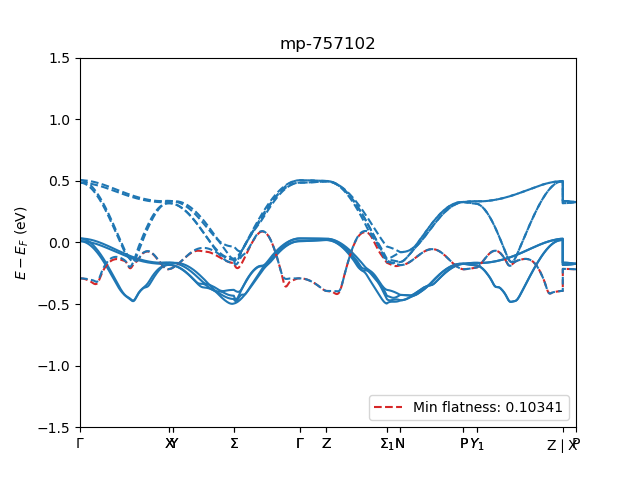 mp-757102
E − E_F (eV)
1.5
1.0
0.5
0.0
−0.5
−1.0
−1.5
Min flatness: 0.10341
Γ X Y Σ Γ Z Σ₁ N P Y₁ Z | X P